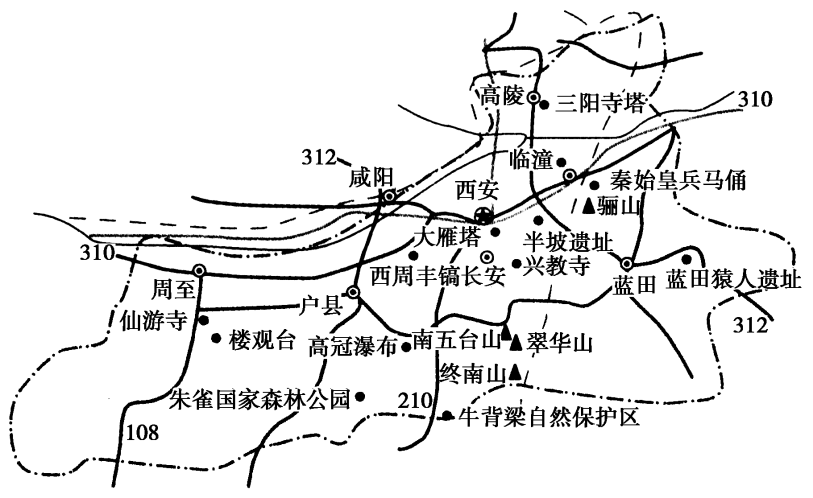 高陵
三阳寺塔
310
312
咸阳
临潼
秦始皇兵马俑
西安
骊山
大雁塔
半坡遗址
310
西周丰镐
长安
兴教寺
蓝田
蓝田猿人遗址
周至
户县
仙游寺
楼观台
高冠瀑布
南五台山
翠华山
312
终南山
朱雀国家森林公园
210
牛背梁自然保护区
108